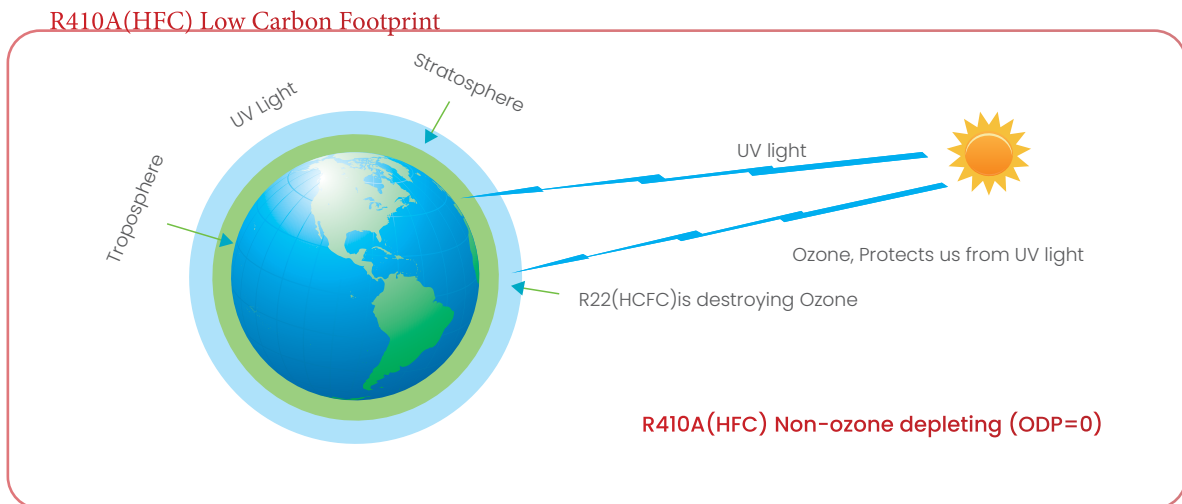 R410A(HFC) Low Carbon Footprint
Stratosphere
UV Light
UV light
Troposphere
Ozone, Protects us from UV light
R22(HCFC)is destroying Ozone
R410A(HFC) Non-ozone depleting (ODP=0)